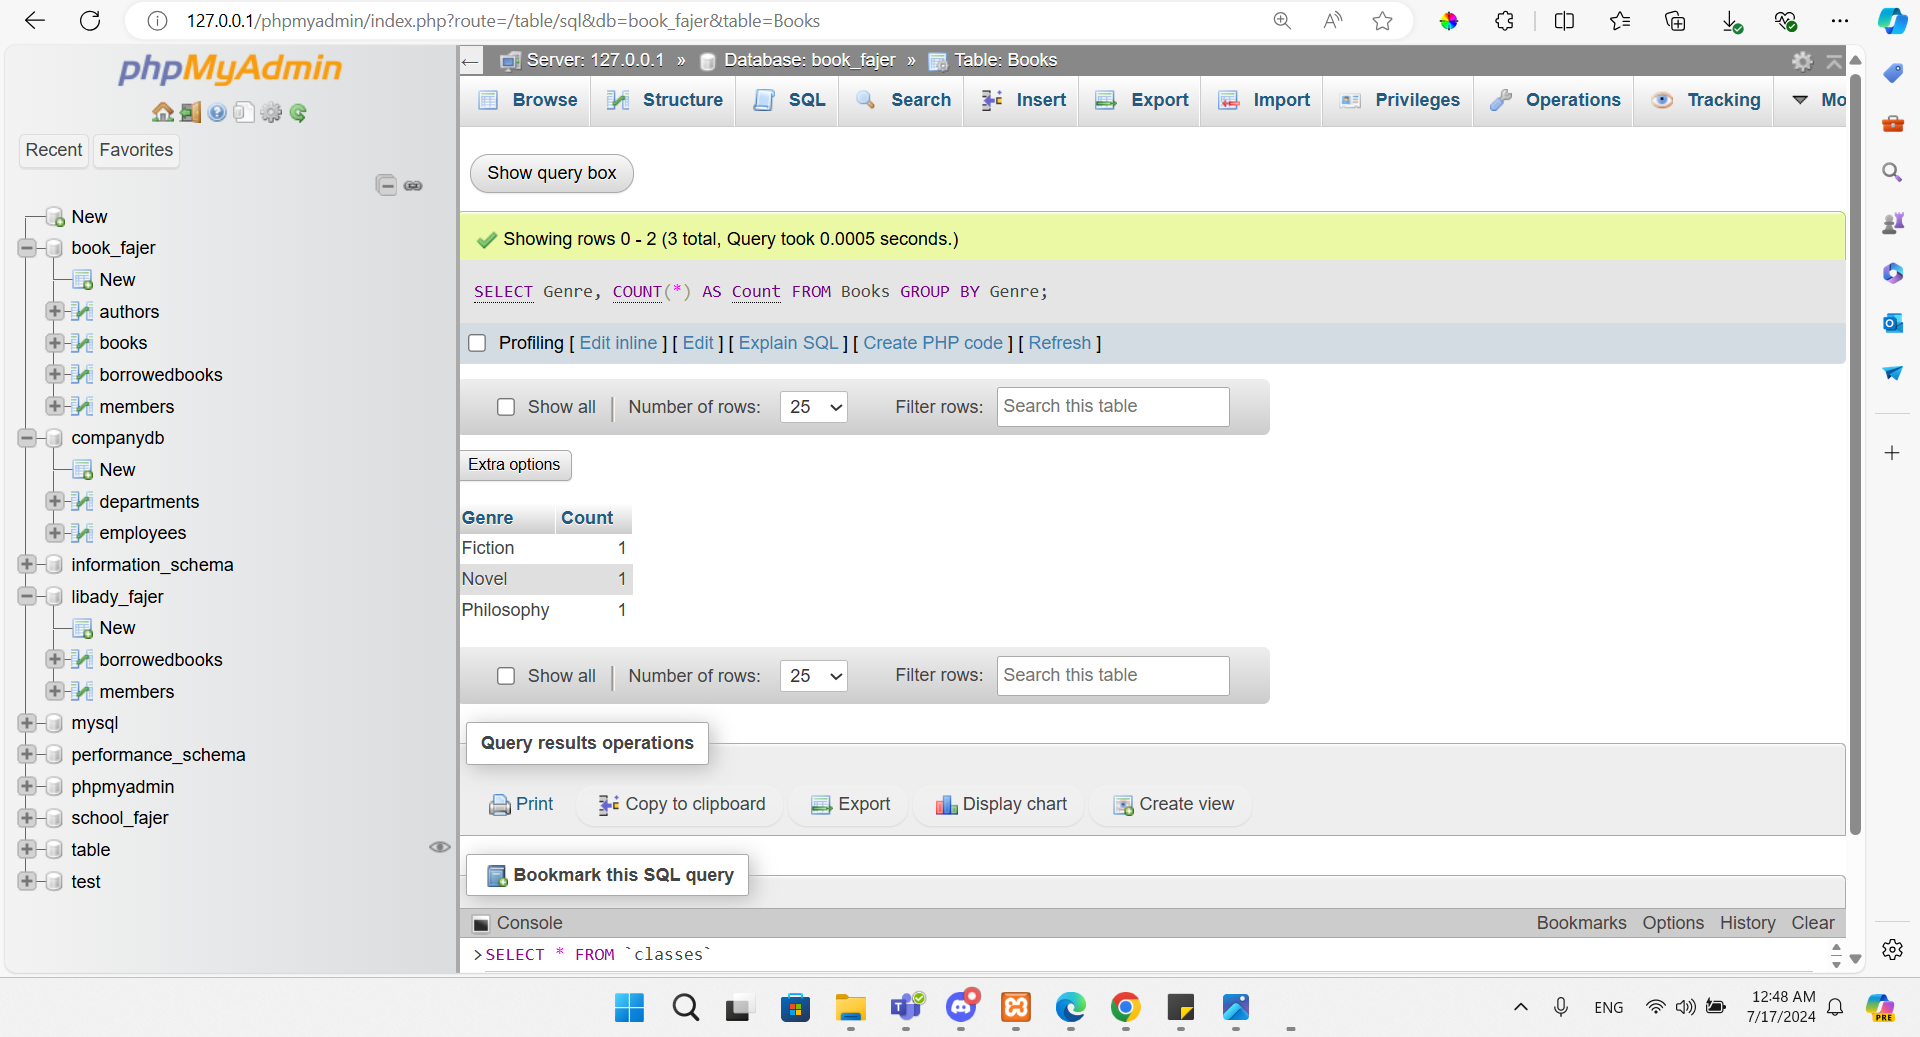 127.0.0.1/phpmyadmin/index.php?route=/table/sql&db=book_fajer&table=Books
phpMyAdmin
Recent Favorites
New
book_fajer
New
authors
books
borrowedbooks
members
companydb
New
departments
employees
information_schema
libady_fajer
New
borrowedbooks
members
mysql
performance_schema
phpmyadmin
school_fajer
table
test
Server: 127.0.0.1 » Database: book_fajer » Table: Books
Browse Structure SQL Search Insert Export Import Privileges Operations Tracking Mo
Show query box
Showing rows 0 - 2 (3 total, Query took 0.0005 seconds.)
SELECT Genre, COUNT(*) AS Count FROM Books GROUP BY Genre;
Profiling [ Edit inline ] [ Edit ] [ Explain SQL ] [ Create PHP code ] [ Refresh ]
Show all | Number of rows: 25 Filter rows: Search this table
Extra options
Genre Count
Fiction 1
Novel 1
Philosophy 1
Show all | Number of rows: 25 Filter rows: Search this table
Query results operations
Print Copy to clipboard Export Display chart Create view
Bookmark this SQL query
Console Bookmarks Options History Clear
>SELECT * FROM `classes`
ENG 12:48 AM
7/17/2024
PRE